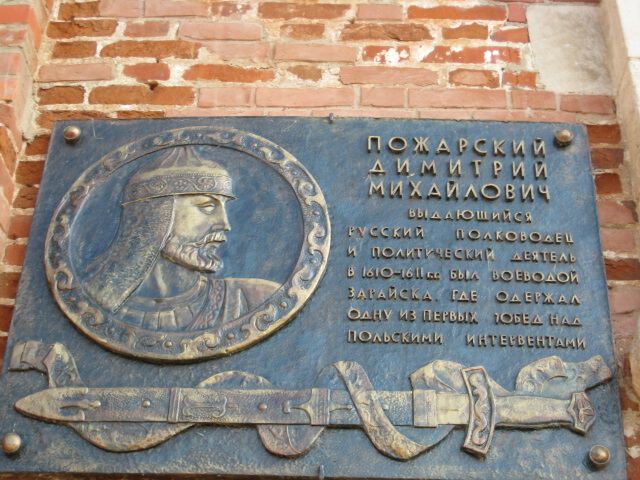 ПОЖАРСКИЙ
ДИМИТРИЙ
МИХАЙЛОВИЧ
ВЫДАЮЩИЙСЯ
РУССКИЙ ПОЛКОВОДЕЦ
И ПОЛИТИЧЕСКИЙ ДЕЯТЕЛЬ
В 1610-1611 г.г. БЫЛ ВОЕВОДОЙ
ЗАРАЙСКА, ГДЕ ОДЕРЖАЛ
ОДНУ ИЗ ПЕРВЫХ ПОБЕД НАД
ПОЛЬСКИМИ ИНТЕРВЕНТАМИ